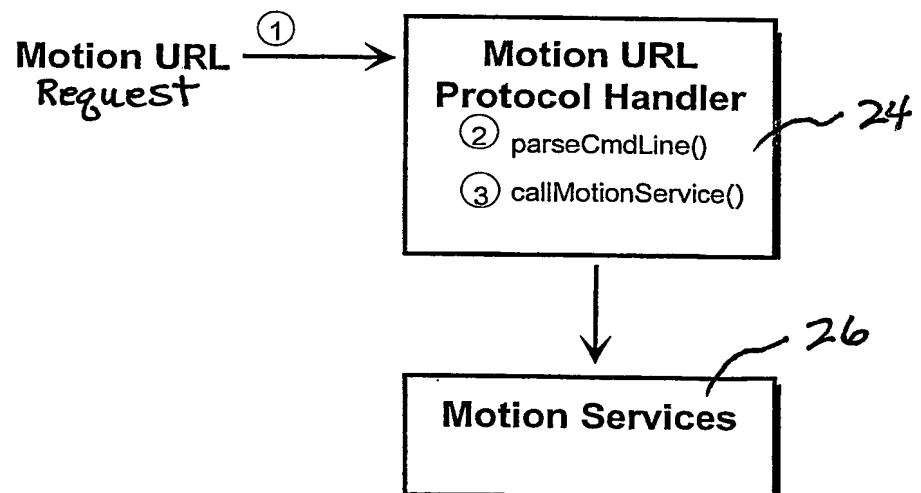 ①
Motion URL
Request
Motion URL
Protocol Handler
② parseCmdLine()
③ callMotionService()
24
26
Motion Services